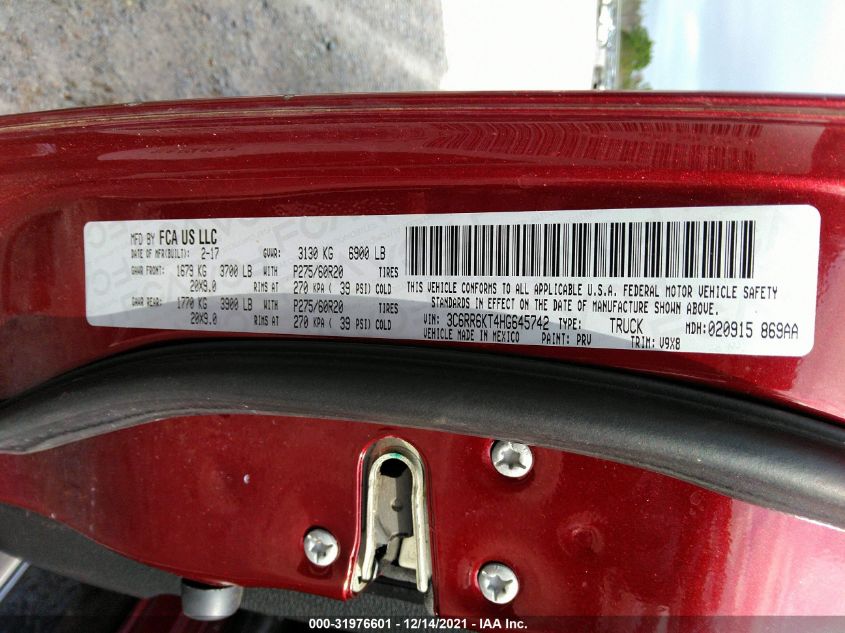 MFD BY FCA US LLC
DATE OF MFR(BUILT): 2-17 GVWR: 3130 KG 6900 LB
GAWR FRONT: 1679 KG 3700 LB WITH P275/60R20 TIRES
20X9.0 RIMS AT 270 KPA ( 39 PSI) COLD
GAWR REAR: 1770 KG 3900 LB WITH P275/60R20 TIRES
20X9.0 RIMS AT 270 KPA ( 39 PSI) COLD
THIS VEHICLE CONFORMS TO ALL APPLICABLE U.S.A. FEDERAL MOTOR VEHICLE SAFETY
STANDARDS IN EFFECT ON THE DATE OF MANUFACTURE SHOWN ABOVE.
VIN: 3C6RR6KT4HG645742 TYPE: TRUCK MDH:020915 869AA
VEHICLE MADE IN MEXICO PAINT: PRV TRIM: V9X8
000-31976601 - 12/14/2021 - IAA Inc.